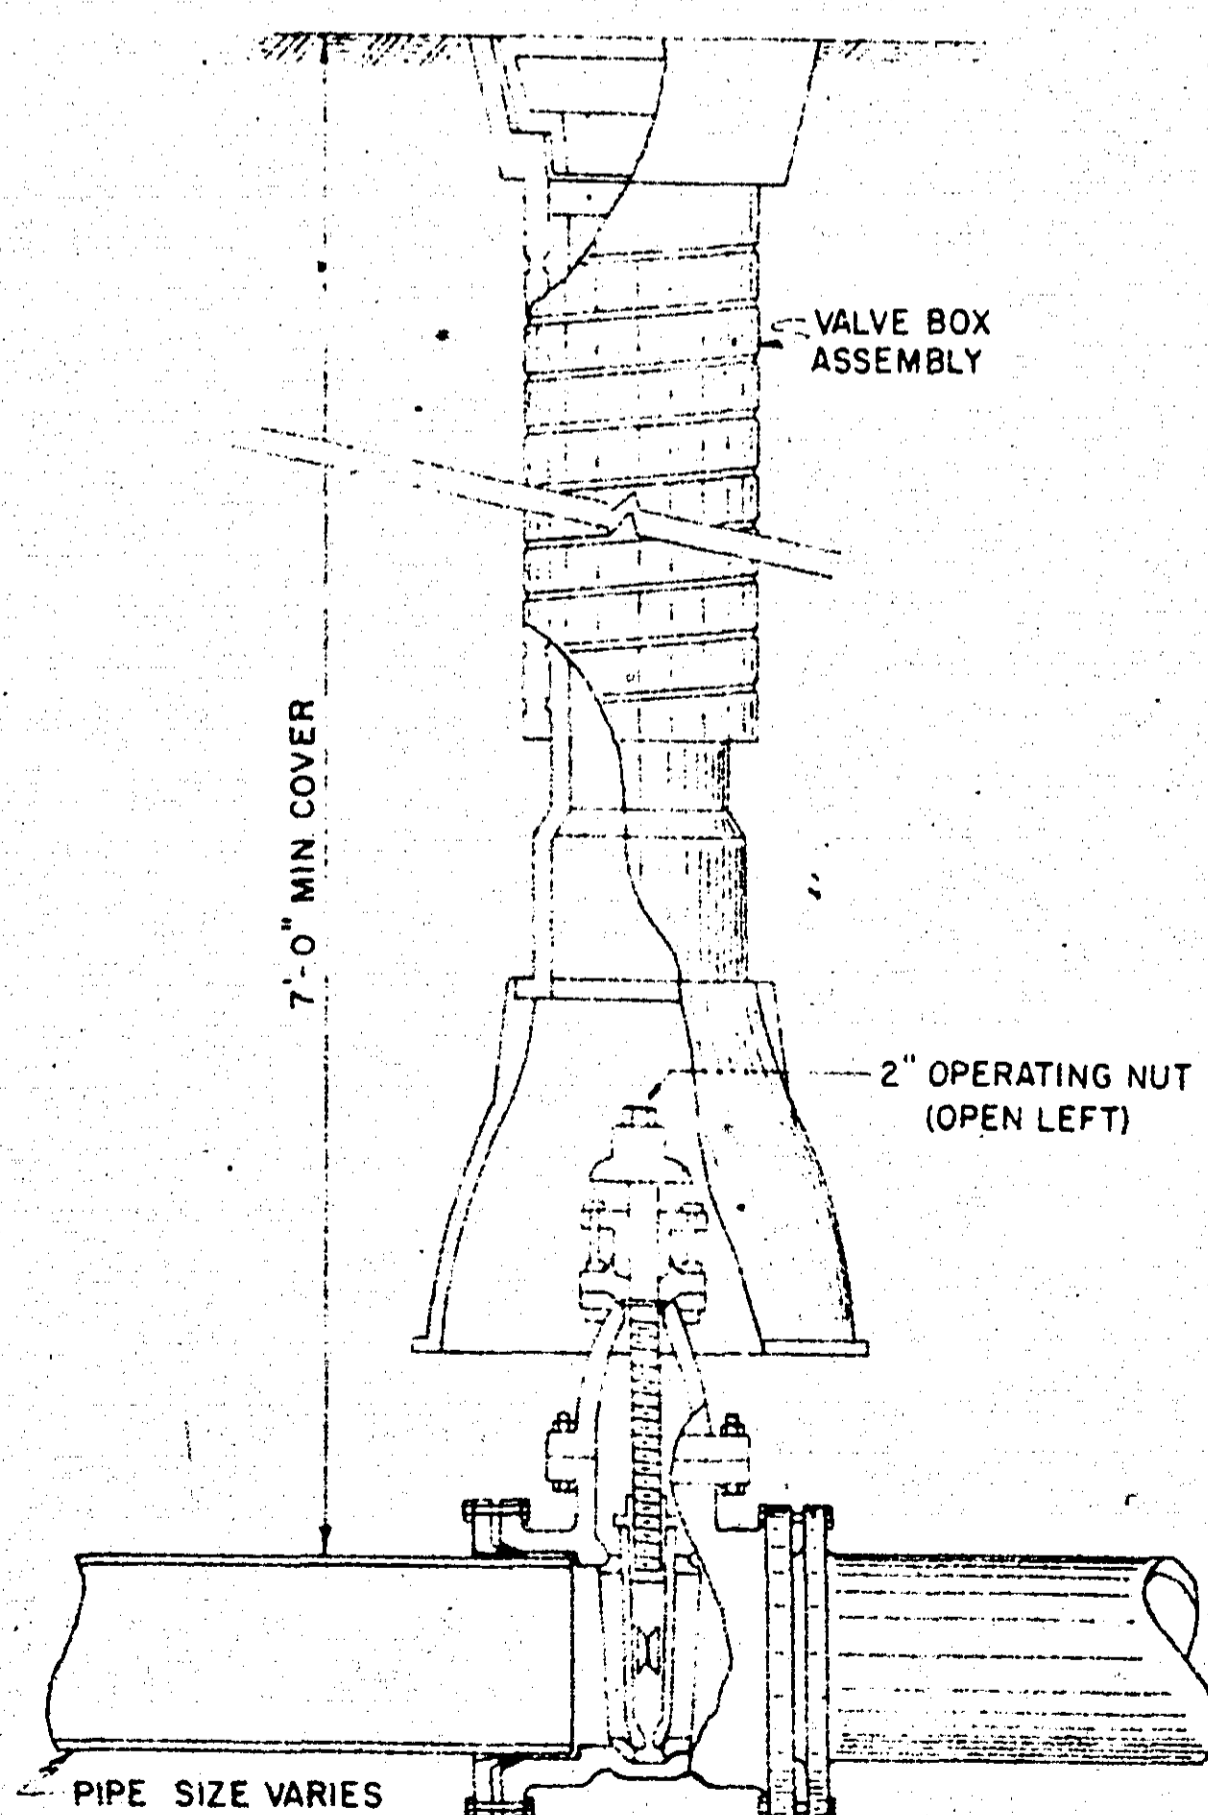 VALVE BOX
ASSEMBLY
7'-0" MIN COVER
2" OPERATING NUT
(OPEN LEFT)
PIPE SIZE VARIES